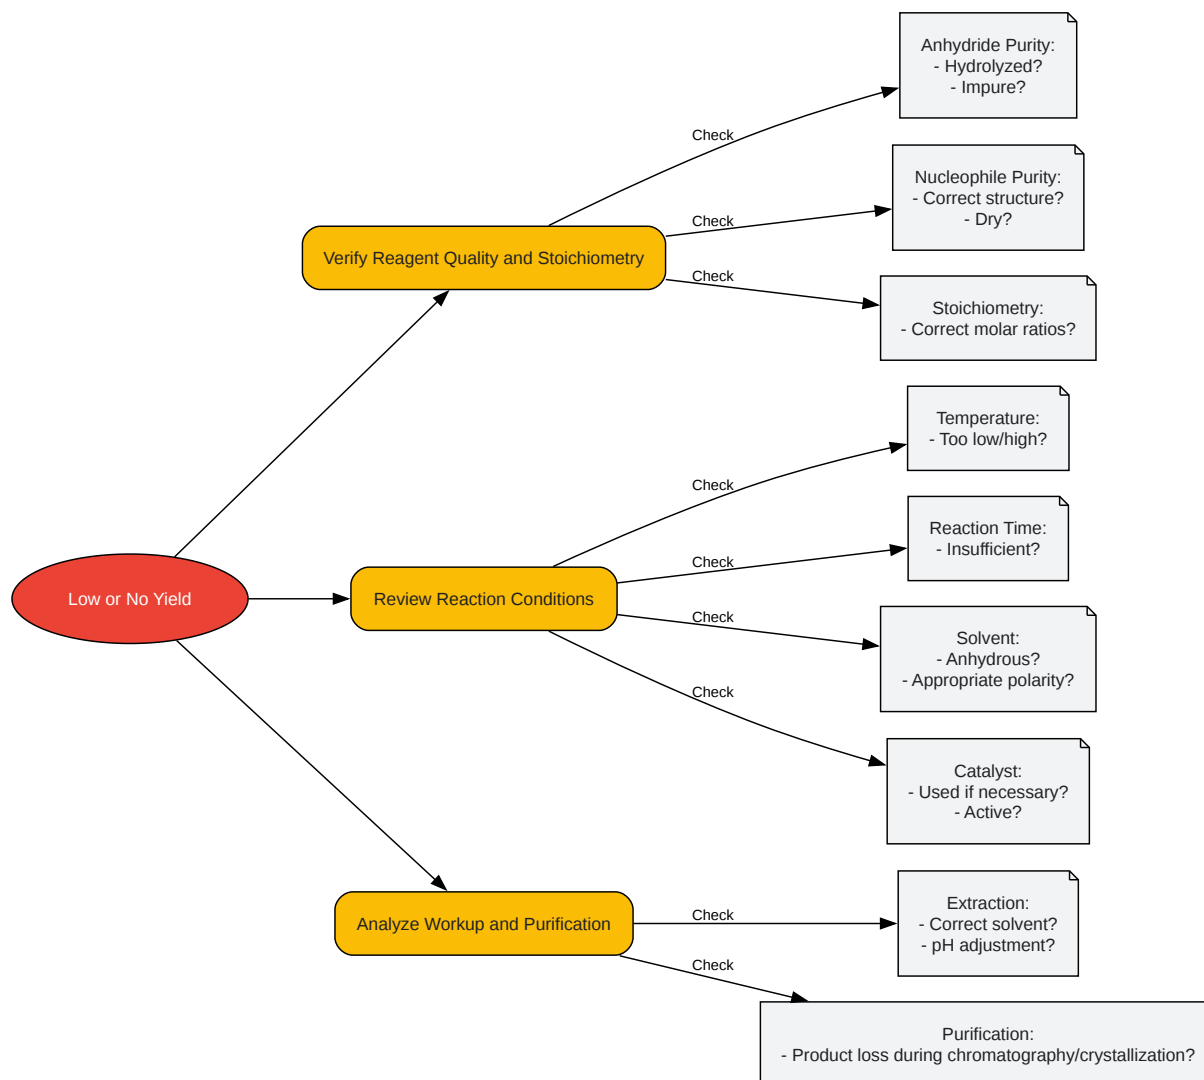 Anhydride Purity:
- Hydrolyzed?
- Impure?
Check
Nucleophile Purity:
- Correct structure?
- Dry?
Check
Verify Reagent Quality and Stoichiometry
Check
Stoichiometry:
- Correct molar ratios?
Temperature:
- Too low/high?
Check
Reaction Time:
- Insufficient?
Check
Low or No Yield
Review Reaction Conditions
Check
Solvent:
- Anhydrous?
- Appropriate polarity?
Check
Catalyst:
- Used if necessary?
- Active?
Analyze Workup and Purification
Check
Extraction:
- Correct solvent?
- pH adjustment?
Check
Purification:
- Product loss during chromatography/crystallization?